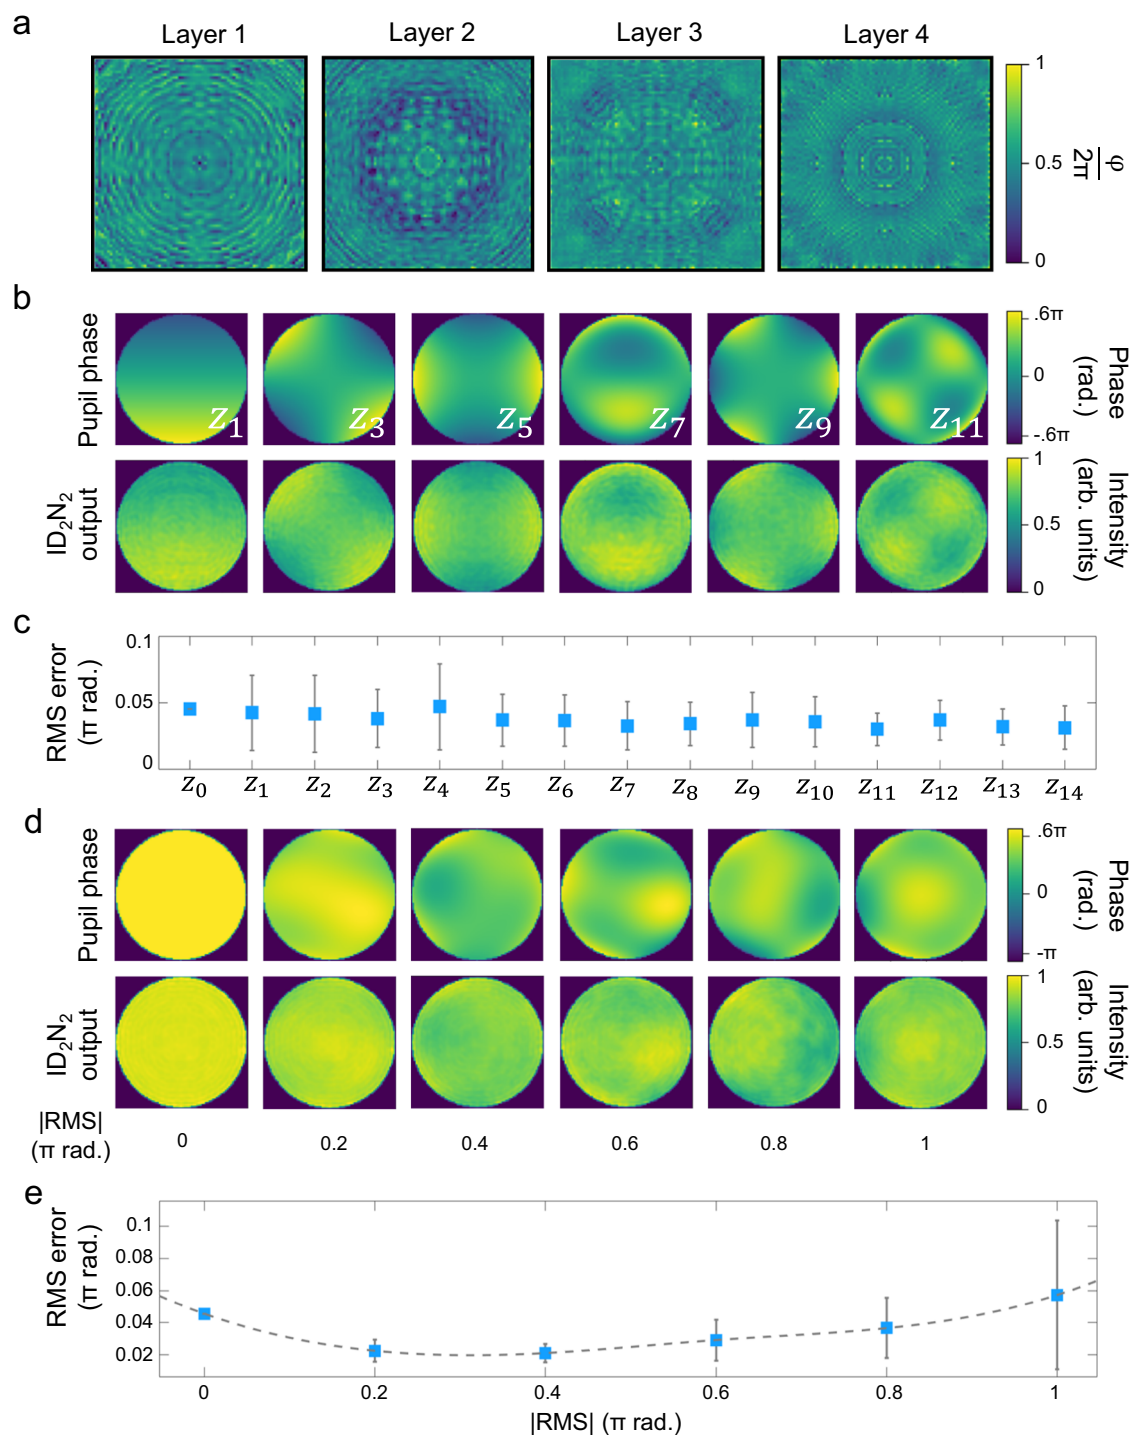 a
Layer 1 Layer 2 Layer 3 Layer 4
1
0.5
0
φ
2π
b
Pupil phase
z1 z3 z5 z7 z9 z11
.6π
0
-.6π
Phase
(rad.)
ID2N2
output
1
0.5
0
Intensity
(arb. units)
c
RMS error
(π rad.)
0.1
0.05
0
z0 z1 z2 z3 z4 z5 z6 z7 z8 z9 z10 z11 z12 z13 z14
d
Pupil phase
.6π
0
-π
Phase
(rad.)
ID2N2
output
1
0.5
0
Intensity
(arb. units)
|RMS|
(π rad.)
0 0.2 0.4 0.6 0.8 1
e
RMS error
(π rad.)
0.1
0.08
0.06
0.04
0.02
0 0.2 0.4 0.6 0.8 1
|RMS| (π rad.)